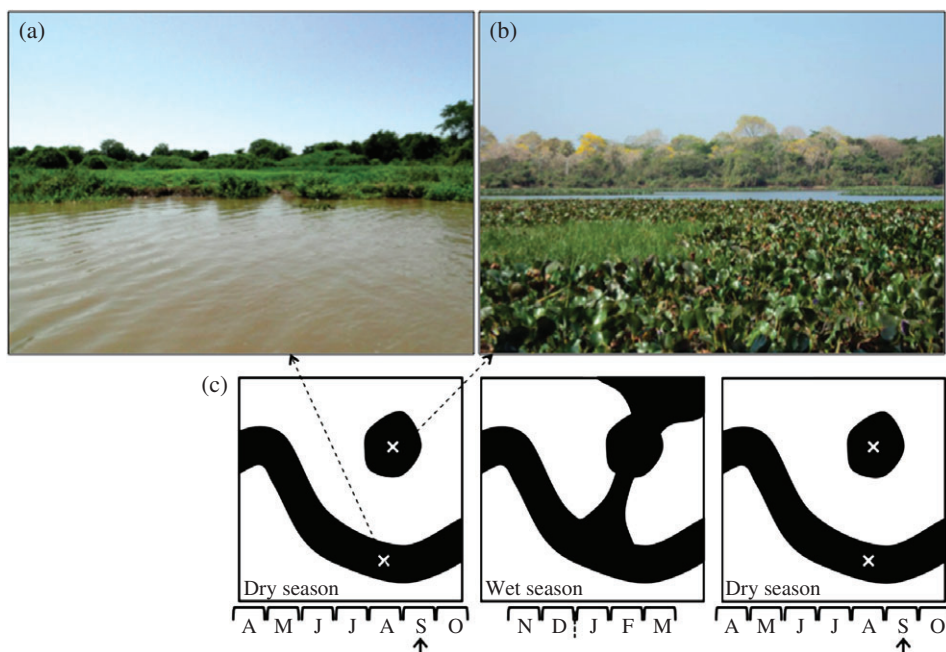 (a)
(b)
(c)
Dry season
Wet season
Dry season
A M J J A S O
N D J F M
A M J J A S O